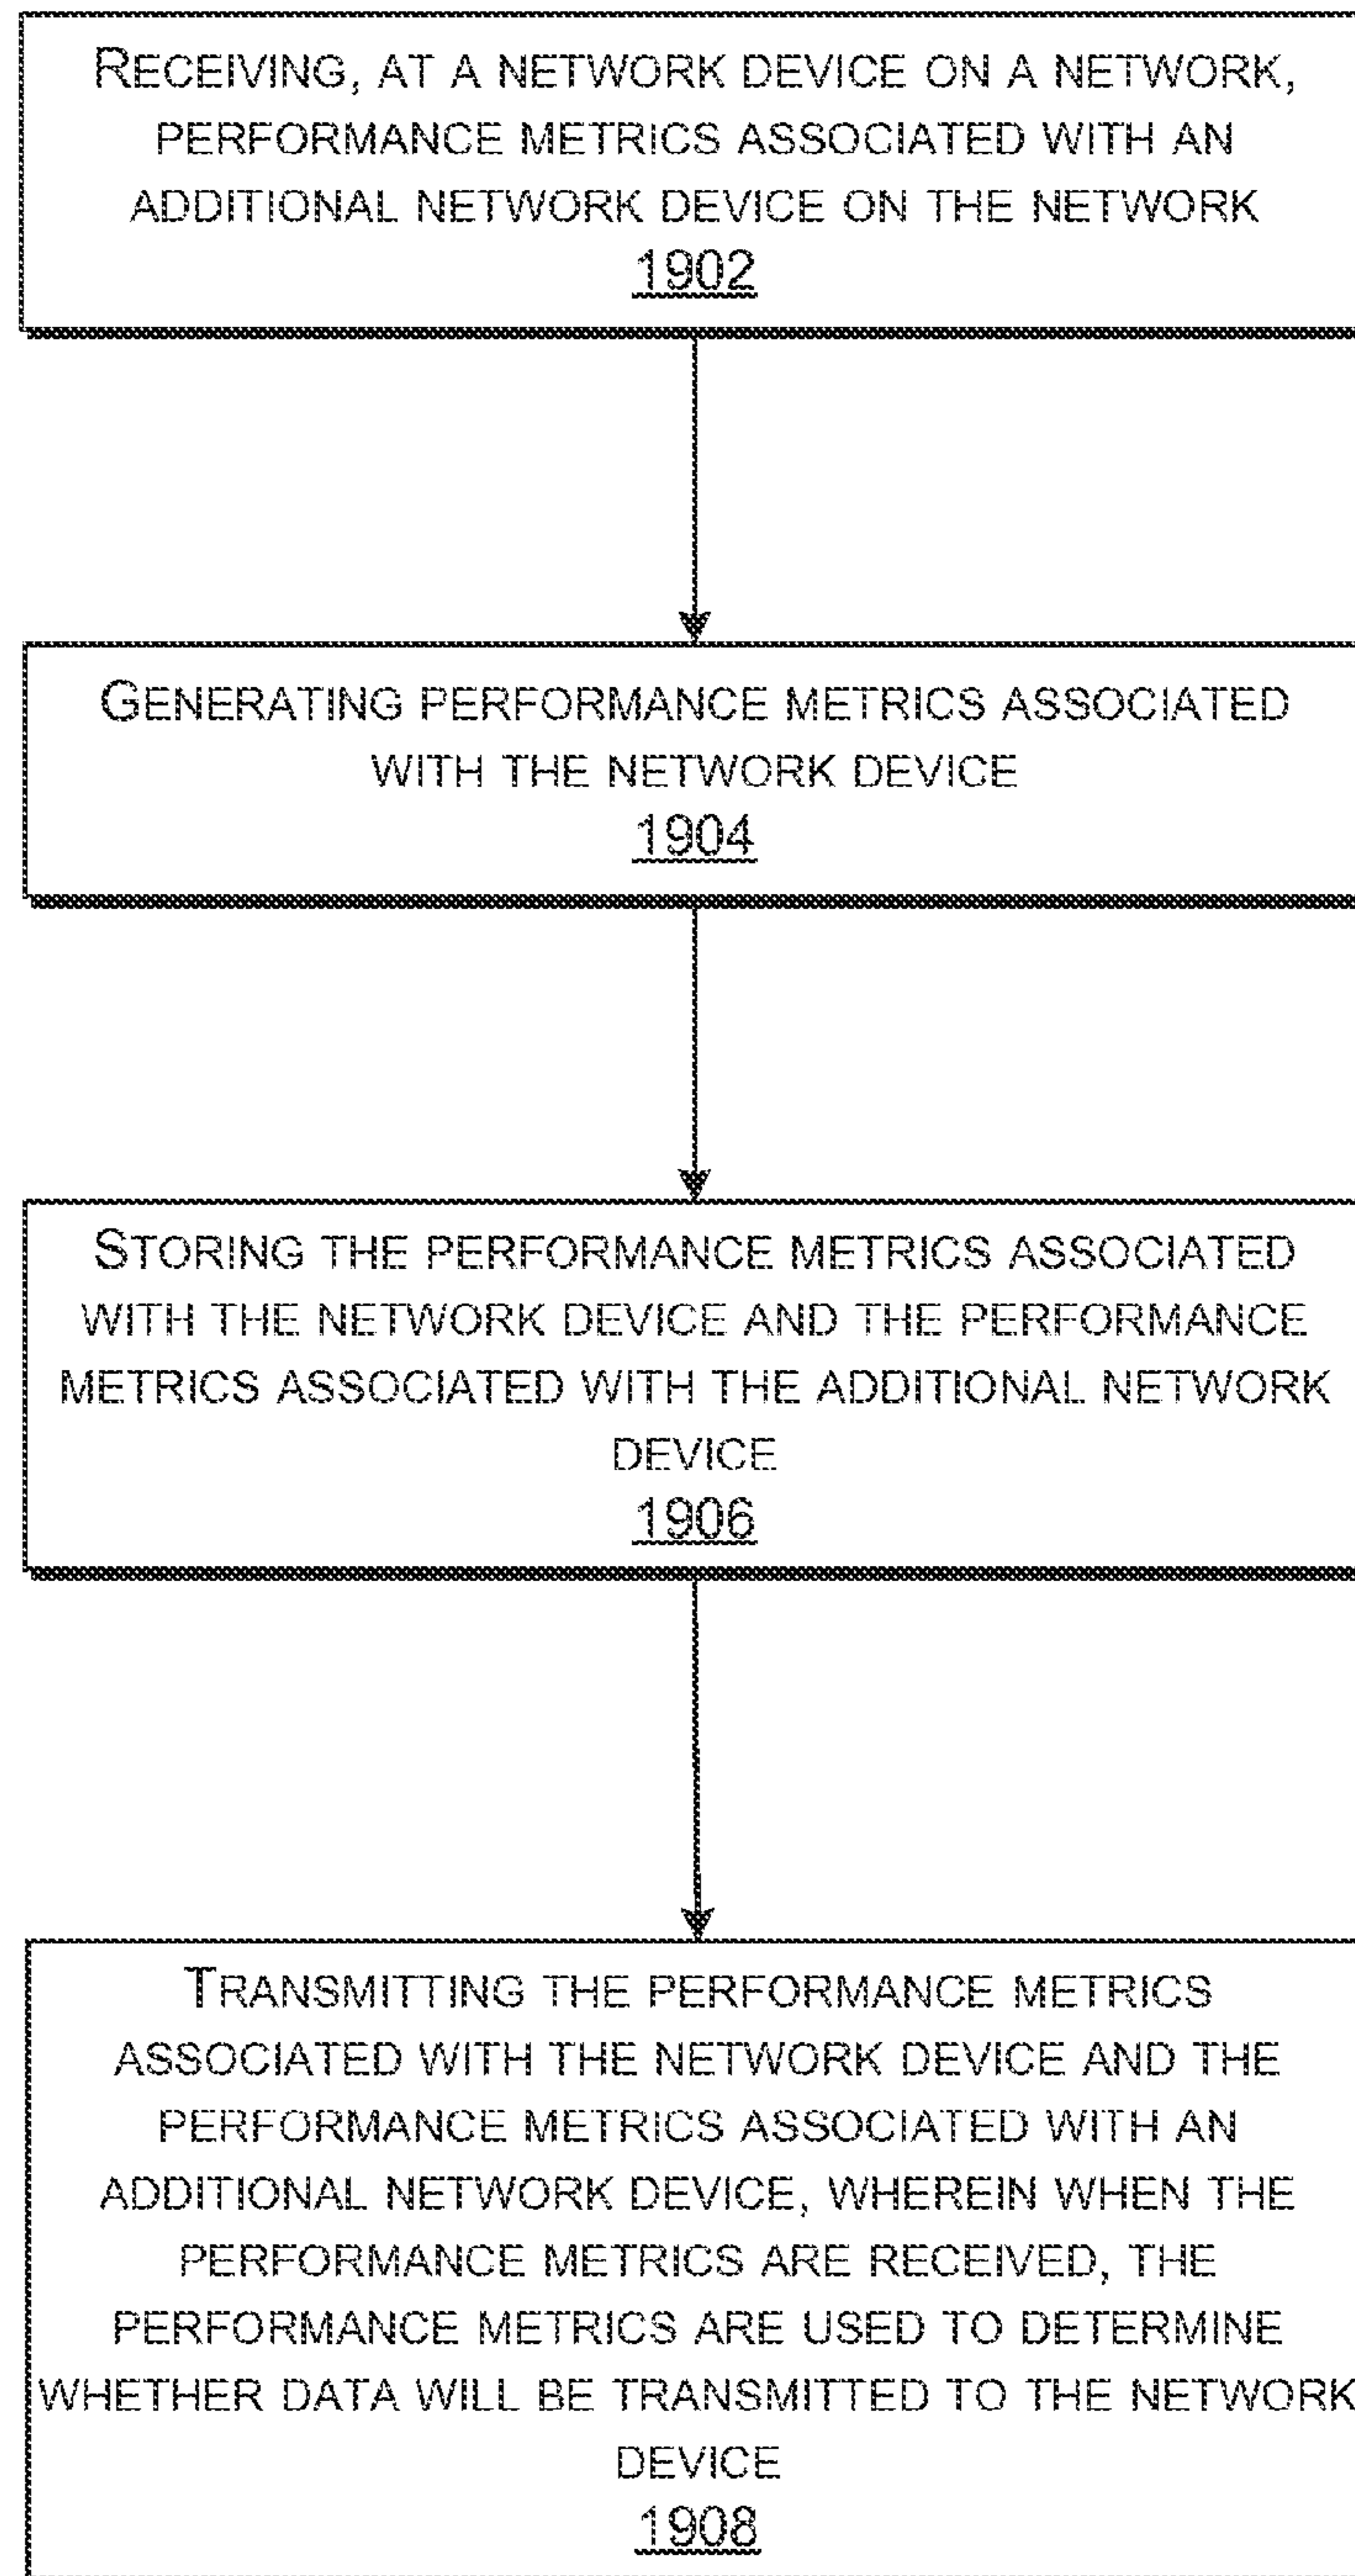 RECEIVING, AT A NETWORK DEVICE ON A NETWORK,
PERFORMANCE METRICS ASSOCIATED WITH AN
ADDITIONAL NETWORK DEVICE ON THE NETWORK
1902
GENERATING PERFORMANCE METRICS ASSOCIATED
WITH THE NETWORK DEVICE
1904
STORING THE PERFORMANCE METRICS ASSOCIATED
WITH THE NETWORK DEVICE AND THE PERFORMANCE
METRICS ASSOCIATED WITH THE ADDITIONAL NETWORK
DEVICE
1906
TRANSMITTING THE PERFORMANCE METRICS
ASSOCIATED WITH THE NETWORK DEVICE AND THE
PERFORMANCE METRICS ASSOCIATED WITH AN
ADDITIONAL NETWORK DEVICE, WHEREIN WHEN THE
PERFORMANCE METRICS ARE RECEIVED, THE
PERFORMANCE METRICS ARE USED TO DETERMINE
WHETHER DATA WILL BE TRANSMITTED TO THE NETWORK
DEVICE
1908